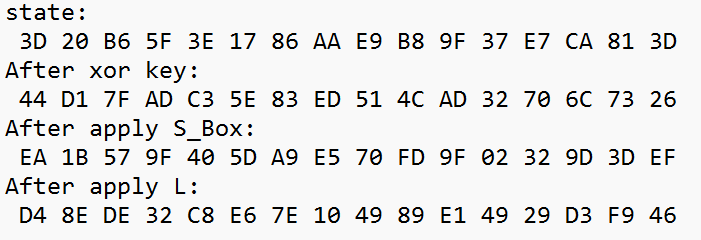 state:
3D 20 B6 5F 3E 17 86 AA E9 B8 9F 37 E7 CA 81 3D
After xor key:
44 D1 7F AD C3 5E 83 ED 51 4C AD 32 70 6C 73 26
After apply S_Box:
EA 1B 57 9F 40 5D A9 E5 70 FD 9F 02 32 9D 3D EF
After apply L:
D4 8E DE 32 C8 E6 7E 10 49 89 E1 49 29 D3 F9 46